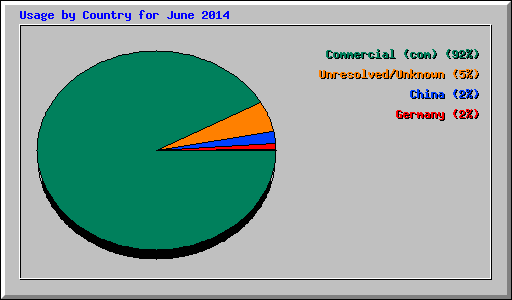 Usage by Country for June 2014
Commercial (com) (92%)
Unresolved/Unknown (5%)
China (2%)
Germany (2%)